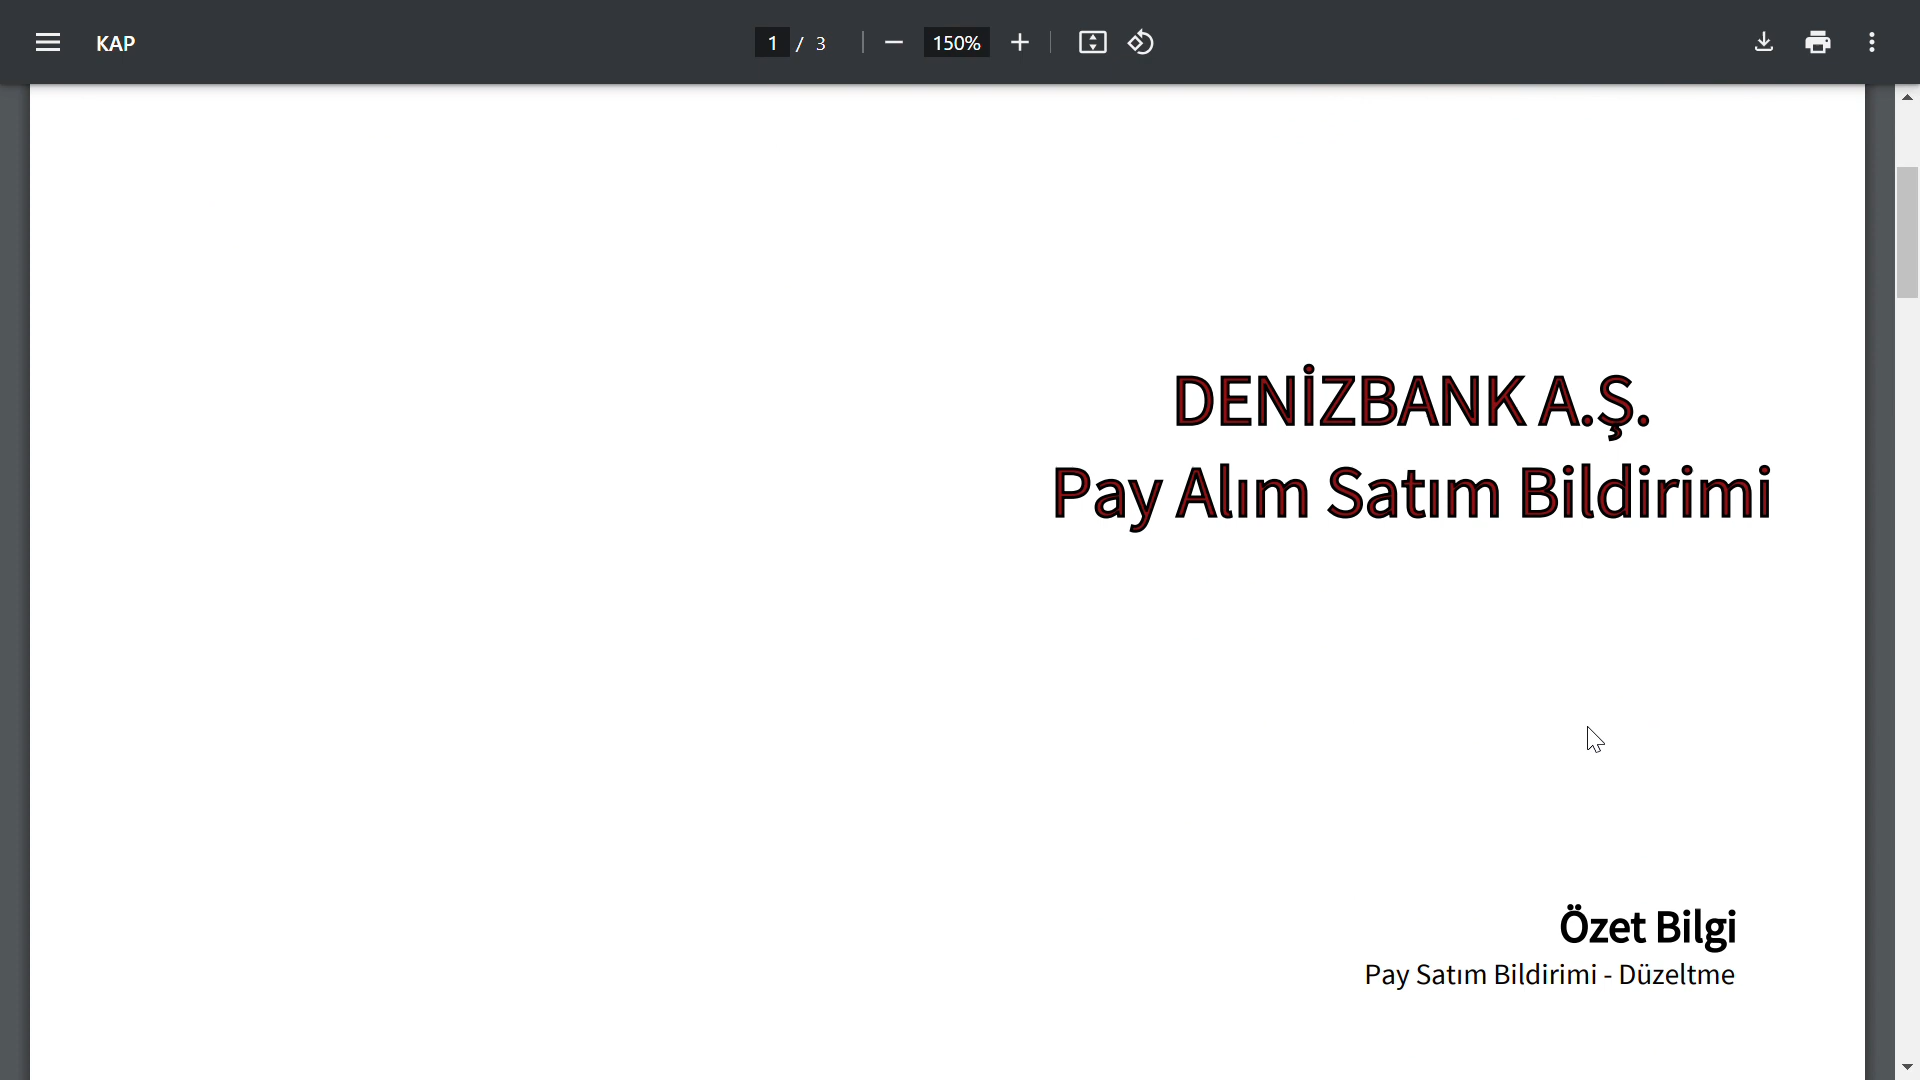 KAP
1 / 3
150%
DENİZBANK A.Ş.
Pay Alım Satım Bildirimi
Özet Bilgi
Pay Satım Bildirimi - Düzeltme